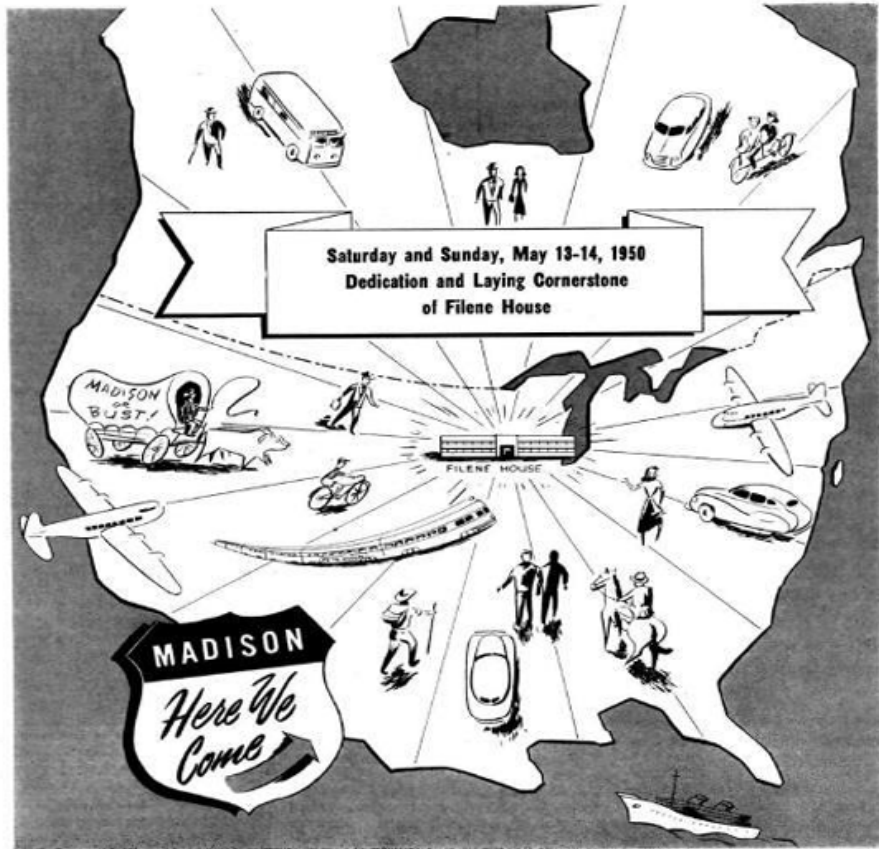 Saturday and Sunday, May 13-14, 1950
Dedication and Laying Cornerstone
of Filene House
MADISON
or
BUST!
FILENE HOUSE
MADISON
Here We
Come